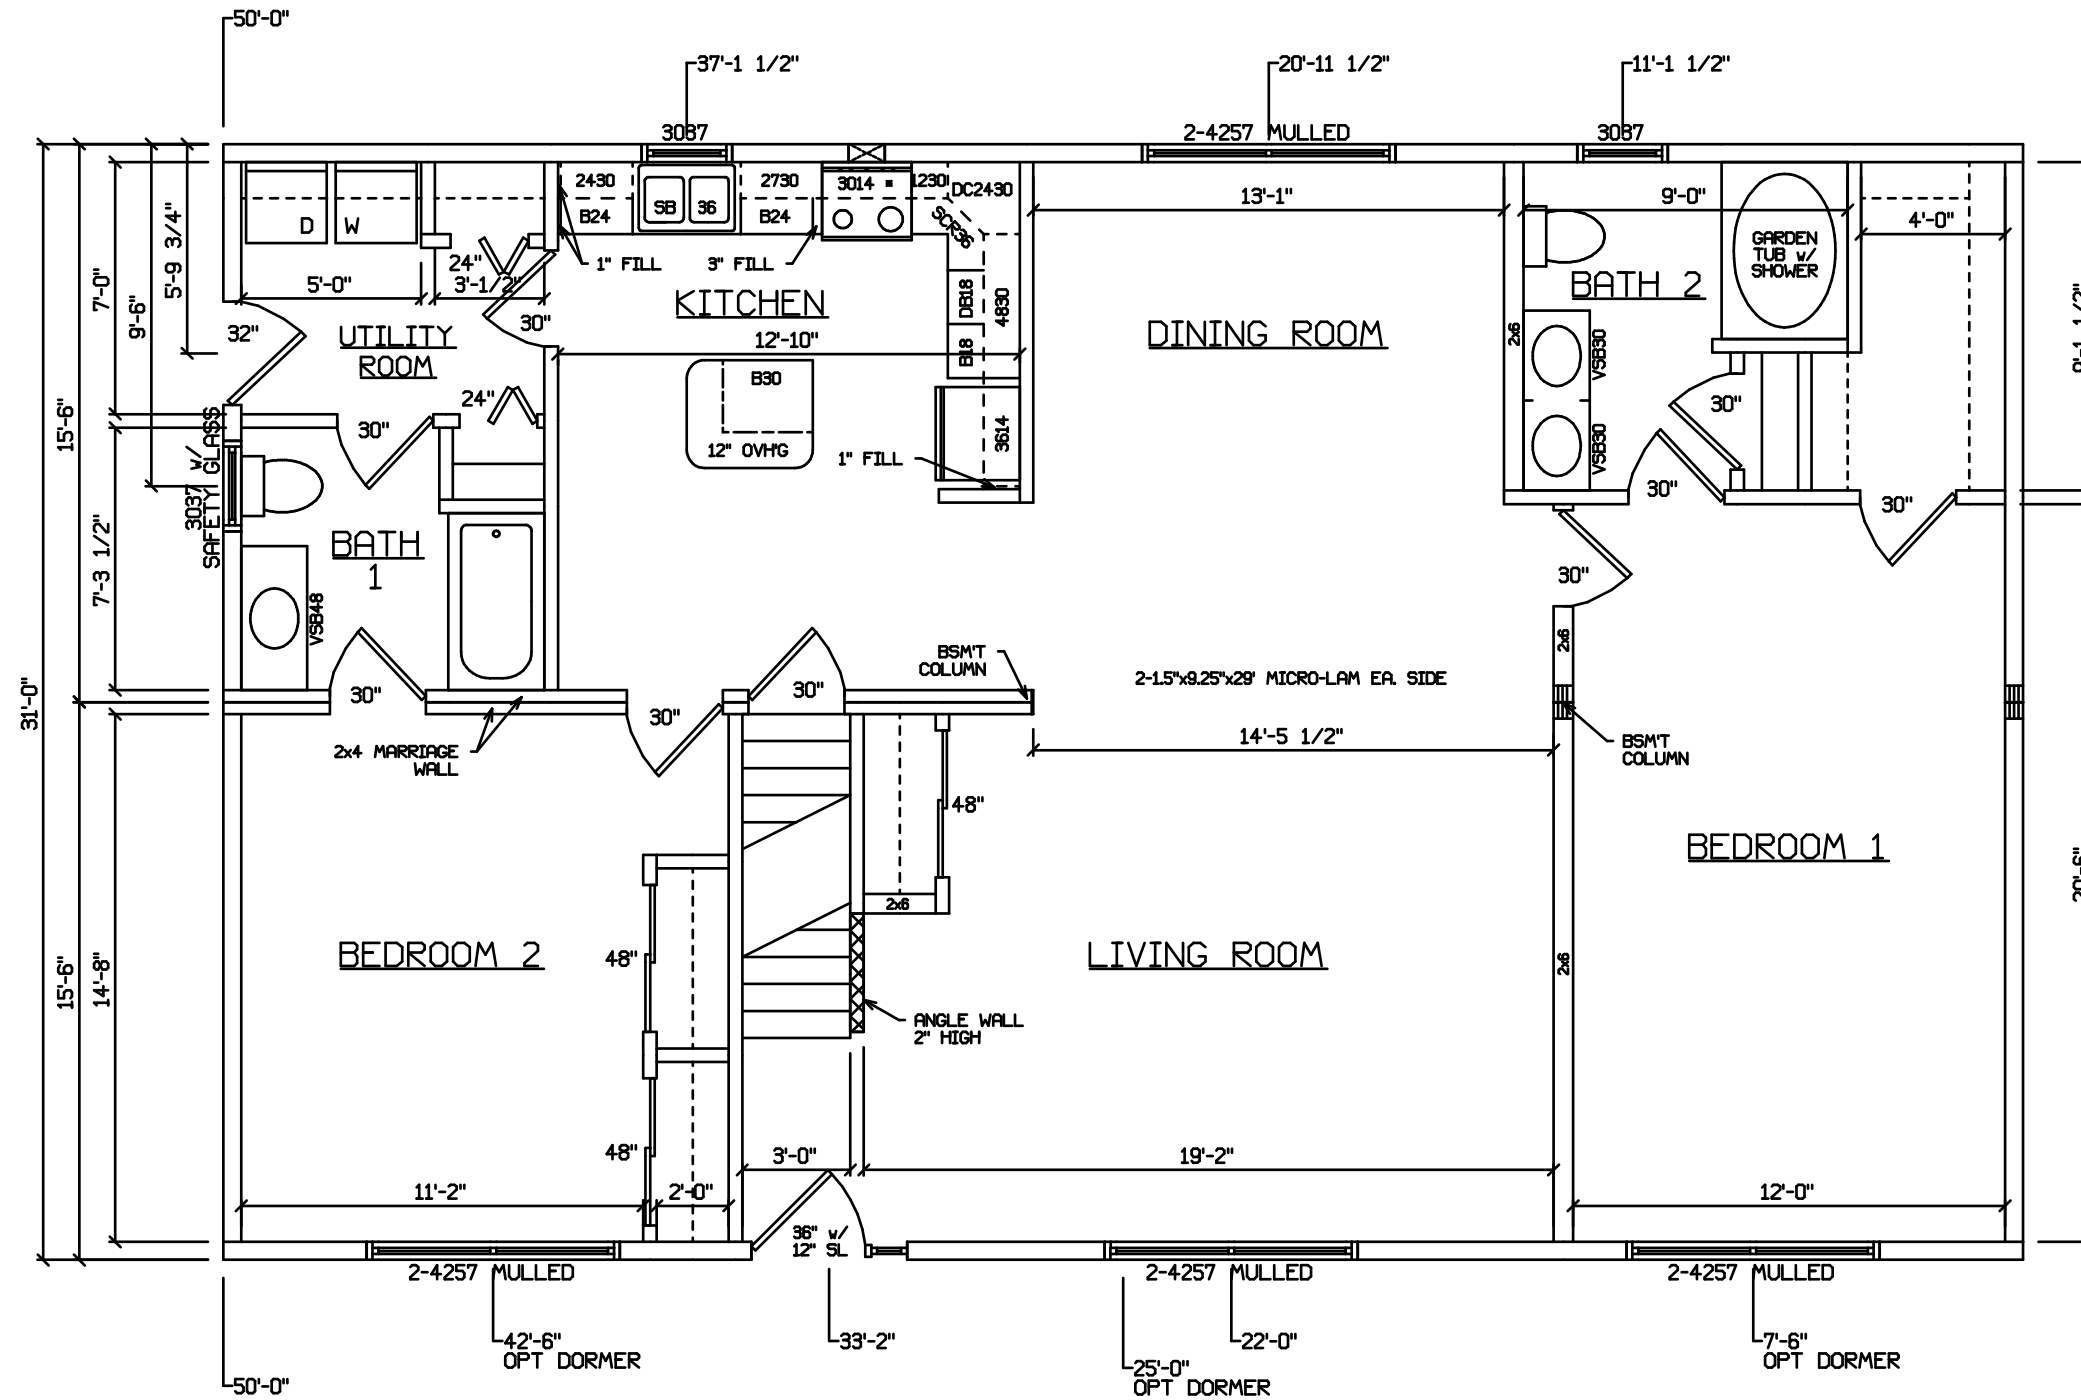 50'-0"
37'-1 1/2"
20'-11 1/2"
11'-1 1/2"
3037
2-4257 MULLED
3037
2430
2730
3014
1230
DC2430
13'-1"
9'-0"
4'-0"
D
W
B24
SB
36
B24
SCR36
GARDEN
TUB w/
SHOWER
7'-0"
9'-6"
5'-9 3/4"
24"
1" FILL
3" FILL
5'-0"
3'-1/2"
KITCHEN
DB18
4830
BATH 2
32"
UTILITY
ROOM
30"
12'-10"
DINING ROOM
2x6
VSB30
B18
B30
24"
30"
12" OVH'G
3614
1" FILL
30"
VSB30
30"
30"
15'-6"
3037 w/
SAFETY GLASS
BATH
1
7'-3 1/2"
VSB48
30"
2x6
30"
30"
30"
BSM'T
COLUMN
2-1.5"x9.25"x29' MICRO-LAM EA. SIDE
31'-0"
2x4 MARRIAGE
WALL
14'-5 1/2"
BSM'T
COLUMN
48"
BEDROOM 1
2x6
BEDROOM 2
48"
LIVING ROOM
2x6
15'-6"
14'-8"
ANGLE WALL
2" HIGH
48"
3'-0"
19'-2"
11'-2"
2'-0"
12'-0"
36" w/
12" SL
2-4257 MULLED
2-4257 MULLED
2-4257 MULLED
42'-6"
OPT DORMER
33'-2"
25'-0"
OPT DORMER
22'-0"
7'-6"
OPT DORMER
50'-0"